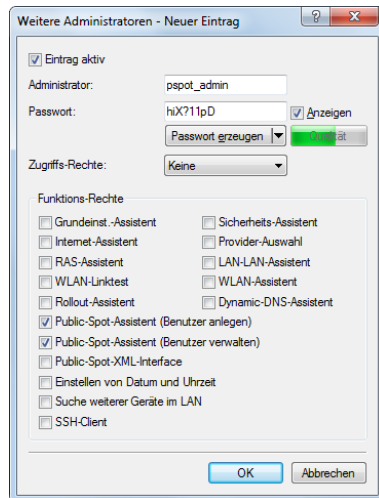 Weitere Administratoren - Neuer Eintrag
Eintrag aktiv
Administrator: pspot_admin
Passwort: hiX?11pD Anzeigen
Passwort erzeugen Qualität
Zugriffs-Rechte: Keine
Funktions-Rechte
Grundeinst.-Assistent Sicherheits-Assistent
Internet-Assistent Provider-Auswahl
RAS-Assistent LAN-LAN-Assistent
WLAN-Linktest WLAN-Assistent
Rollout-Assistent Dynamic-DNS-Assistent
Public-Spot-Assistent (Benutzer anlegen)
Public-Spot-Assistent (Benutzer verwalten)
Public-Spot-XML-Interface
Einstellen von Datum und Uhrzeit
Suche weiterer Geräte im LAN
SSH-Client
OK Abbrechen